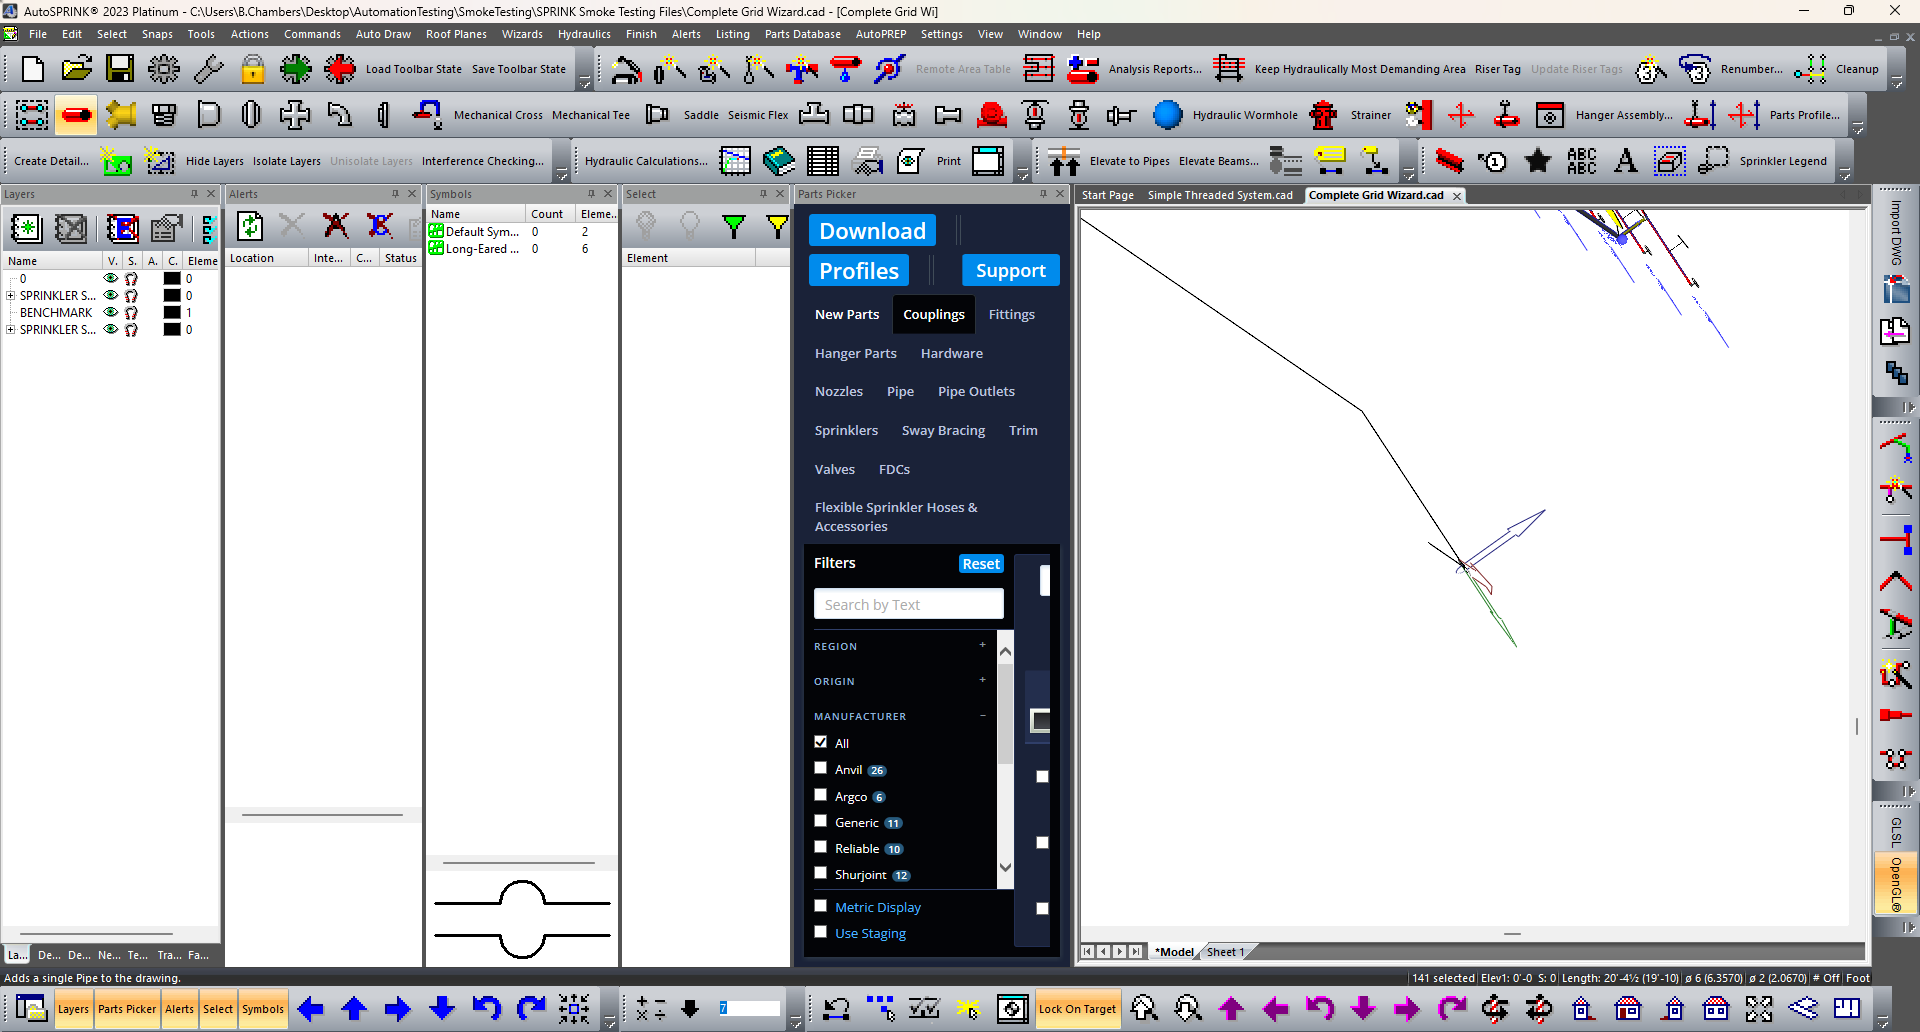 AutoSPRINK® 2023 Platinum - C:\Users\B.Chambers\Desktop\AutomationTesting\SmokeTesting\SPRINK Smoke Testing Files\Complete Grid Wizard.cad - [Complete Grid Wi]
File Edit Select Snaps Tools Actions Commands Auto Draw Roof Planes Wizards Hydraulics Finish Alerts Listing Parts Database AutoPREP Settings View Window Help
Load Toolbar State Save Toolbar State Remote Area Table Analysis Reports... Keep Hydraulically Most Demanding Area Riser Tag Update Riser Tags Renumber... Cleanup
Mechanical Cross Mechanical Tee Saddle Seismic Flex Hydraulic Wormhole Strainer Hanger Assembly... Parts Profile...
Create Detail... Hide Layers Isolate Layers Unisolate Layers Interference Checking... Hydraulic Calculations... Print Elevate to Pipes Elevate Beams... ABC ABC A Sprinkler Legend
Layers Alerts Symbols Select Parts Picker
Start Page Simple Threaded System.cad Complete Grid Wizard.cad
Name V. S. A. C. Eleme
0 0
SPRINKLER S... 0
BENCHMARK 1
SPRINKLER S... 0
Location Inte... C... Status
Name Count Eleme..
Default Sym... 0 2
Long-Eared ... 0 6
Element
Download
Profiles Support
New Parts Couplings Fittings
Hanger Parts Hardware
Nozzles Pipe Pipe Outlets
Sprinklers Sway Bracing Trim
Valves FDCs
Flexible Sprinkler Hoses &
Accessories
Filters Reset
Search by Text
REGION +
ORIGIN +
MANUFACTURER −
All
Anvil 26
Argco 6
Generic 11
Reliable 10
Shurjoint 12
Metric Display
Use Staging
Import DWG
GLSL
OpenGL®
La... De... De... Ne... Te... Tra... Fa...
*Model Sheet 1
Adds a single Pipe to the drawing.
141 selected Elev1: 0'-0 S: 0 Length: 20'-4½ (19'-10) ø 6 (6.3570) ø 2 (2.0670) # Off Foot
Layers Parts Picker Alerts Select Symbols 7 Lock On Target